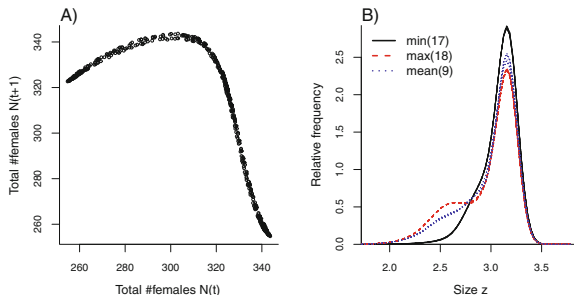 A)
Total #females N(t+1)
340
320
300
280
260
260 280 300 320 340
Total #females N(t)
B)
min(17)
max(18)
mean(9)
Relative frequency
2.5
2.0
1.5
1.0
0.5
0.0
2.0 2.5 3.0 3.5
Size z